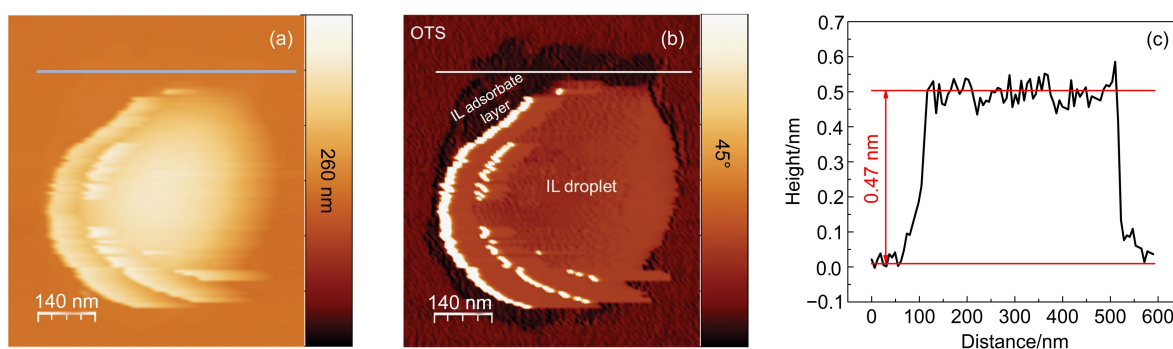 (a)
140 nm
260 nm
OTS
(b)
IL adsorbate
layer
IL droplet
140 nm
45°
(c)
Height/nm
0.7
0.6
0.5
0.4
0.3
0.2
0.1
0.0
−0.1
0.47 nm
0 100 200 300 400 500 600
Distance/nm